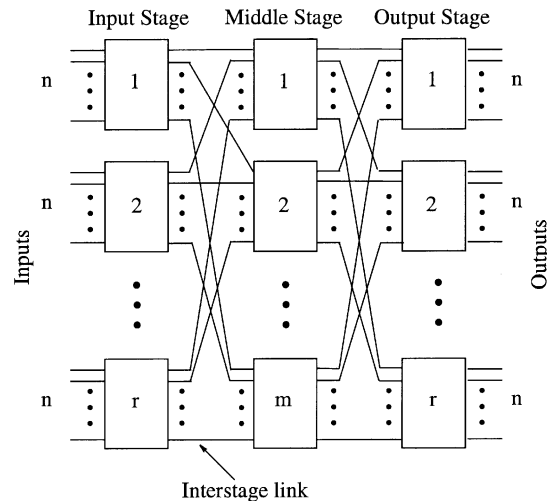 Input Stage Middle Stage Output Stage
n 1 1 1 n
n 2 2 2 n
Inputs
Outputs
n r m r n
Interstage link